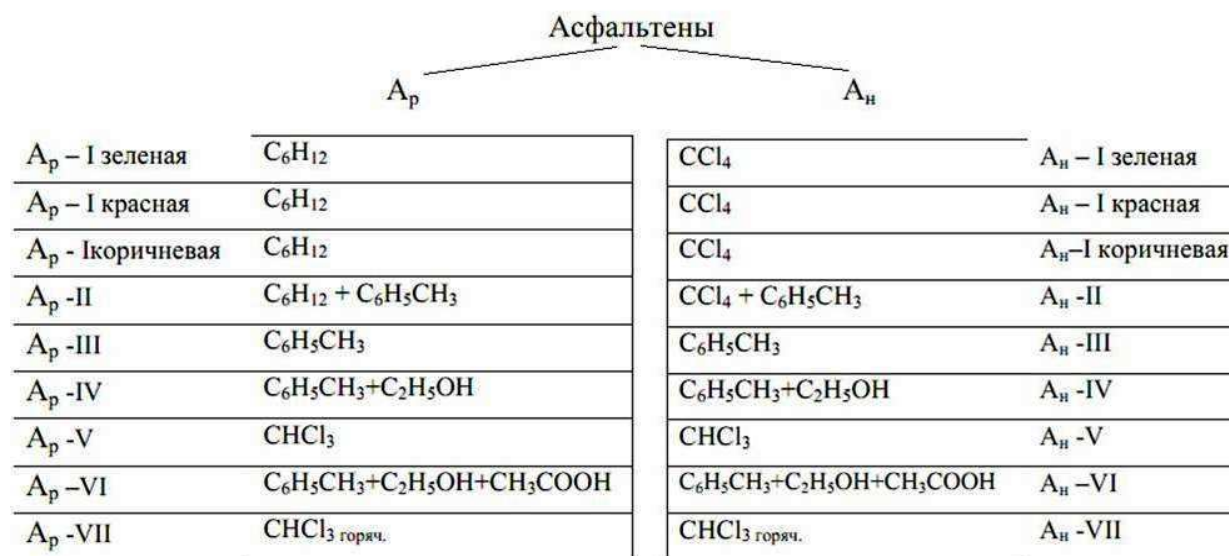 Асфальтены
Aр Aн
Aр – I зеленая C₆H₁₂ CCl₄ Aн – I зеленая
Aр – I красная C₆H₁₂ CCl₄ Aн – I красная
Aр - Iкоричневая C₆H₁₂ CCl₄ Aн–I коричневая
Aр -II C₆H₁₂ + C₆H₅CH₃ CCl₄ + C₆H₅CH₃ Aн -II
Aр -III C₆H₅CH₃ C₆H₅CH₃ Aн -III
Aр -IV C₆H₅CH₃+C₂H₅OH C₆H₅CH₃+C₂H₅OH Aн -IV
Aр -V CHCl₃ CHCl₃ Aн -V
Aр –VI C₆H₅CH₃+C₂H₅OH+CH₃COOH C₆H₅CH₃+C₂H₅OH+CH₃COOH Aн –VI
Aр -VII CHCl₃ горяч. CHCl₃ горяч. Aн -VII